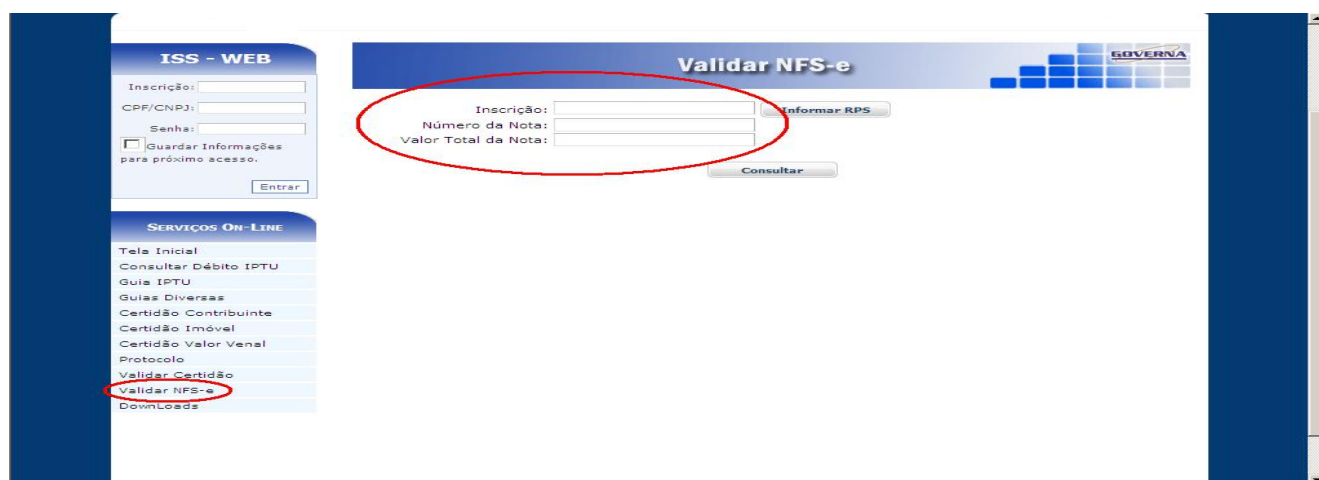 ISS - WEB
Inscrição:
CPF/CNPJ:
Senha:
Guardar Informações
para próximo acesso.
Entrar
Serviços On-Line
Tela Inicial
Consultar Débito IPTU
Guia IPTU
Guias Diversas
Certidão Contribuinte
Certidão Imóvel
Certidão Valor Venal
Protocolo
Validar Certidão
Validar NFS-e
DownLoads
Validar NFS-e
GOVERNA
Inscrição:
Informar RPS
Número da Nota:
Valor Total da Nota:
Consultar